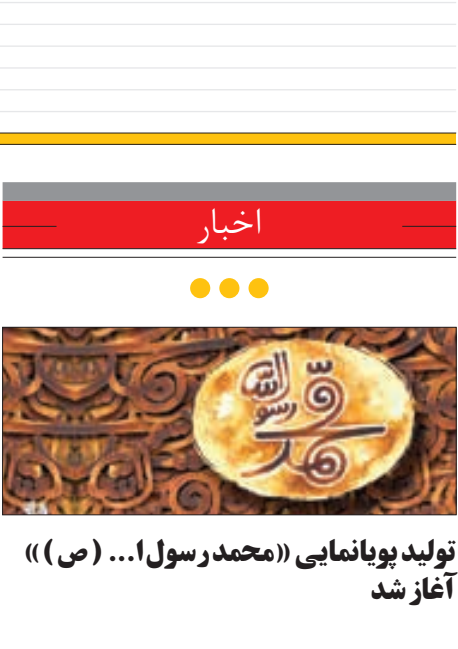 اخبار
محمد رسول الله
تولید پویانمایی «محمد رسول ا... (ص)»
آغاز شد